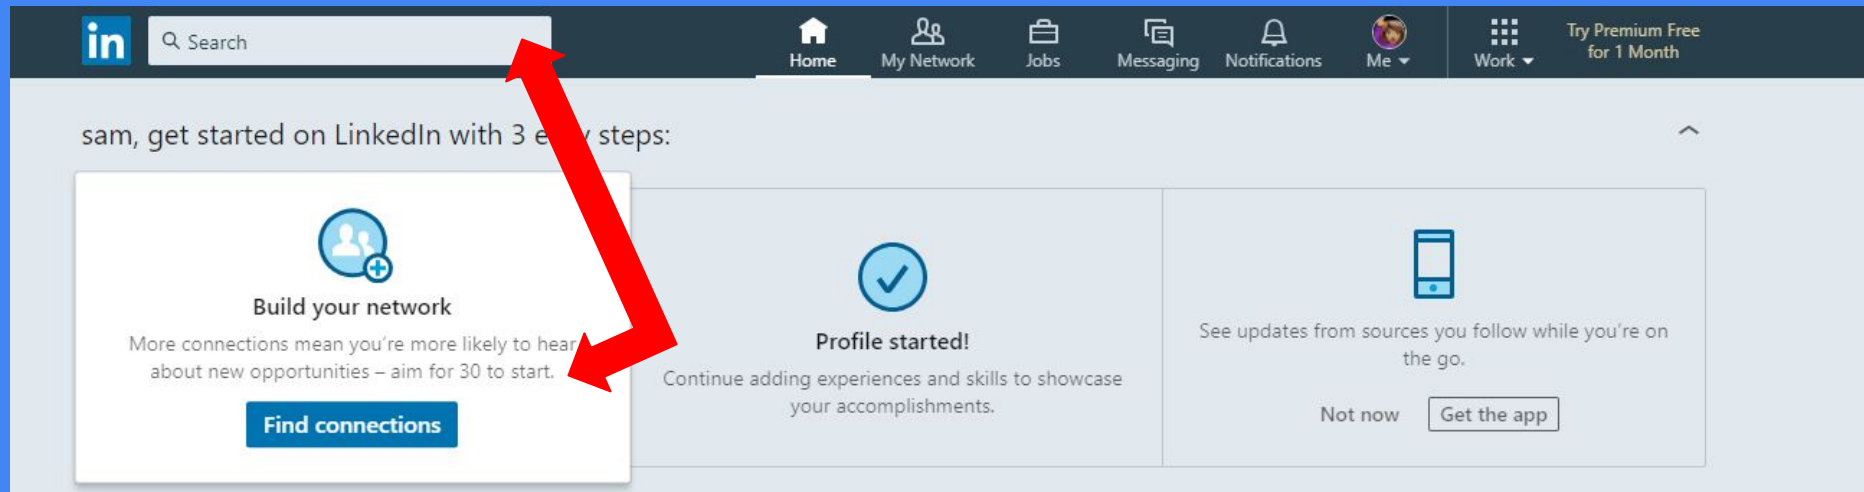 in
Search
Home
My Network
Jobs
Messaging
Notifications
Me
Work
Try Premium Free
for 1 Month
sam, get started on LinkedIn with 3 steps:
Build your network
More connections mean you're more likely to hear
about new opportunities – aim for 30 to start.
Find connections
Profile started!
Continue adding experiences and skills to showcase
your accomplishments.
See updates from sources you follow while you're on
the go.
Not now
Get the app